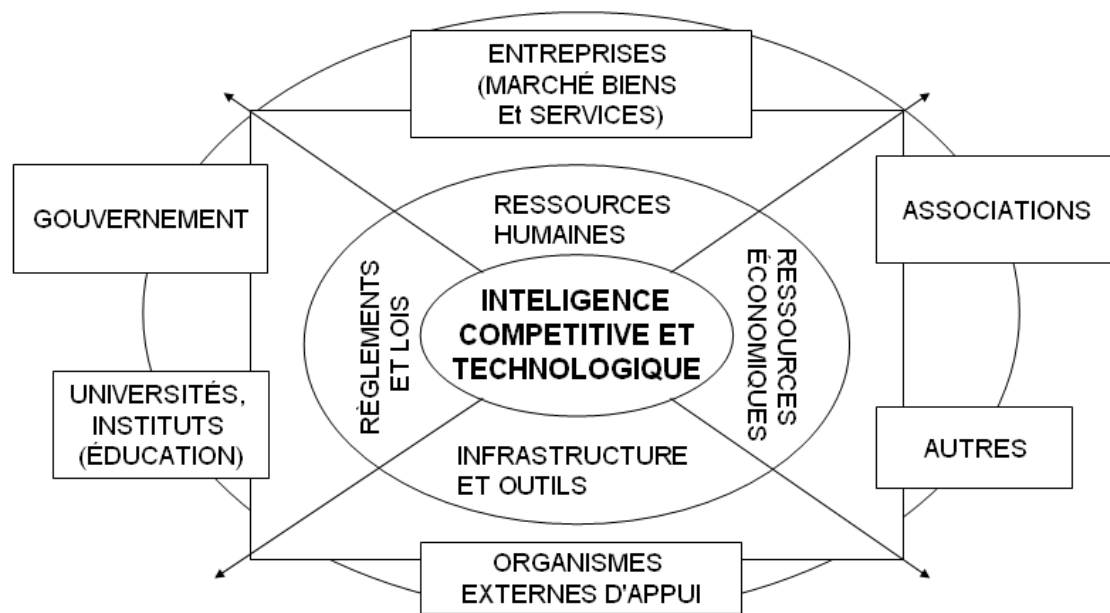 ENTREPRISES
(MARCHÉ BIENS
Et SERVICES)
GOUVERNEMENT
ASSOCIATIONS
RESSOURCES
HUMAINES
RÈGLEMENTS
ET LOIS
INTELIGENCE
COMPETITIVE ET
TECHNOLOGIQUE
RESSOURCES
ÉCONOMIQUES
UNIVERSITÉS,
INSTITUTS
(ÉDUCATION)
AUTRES
INFRASTRUCTURE
ET OUTILS
ORGANISMES
EXTERNES D'APPUI